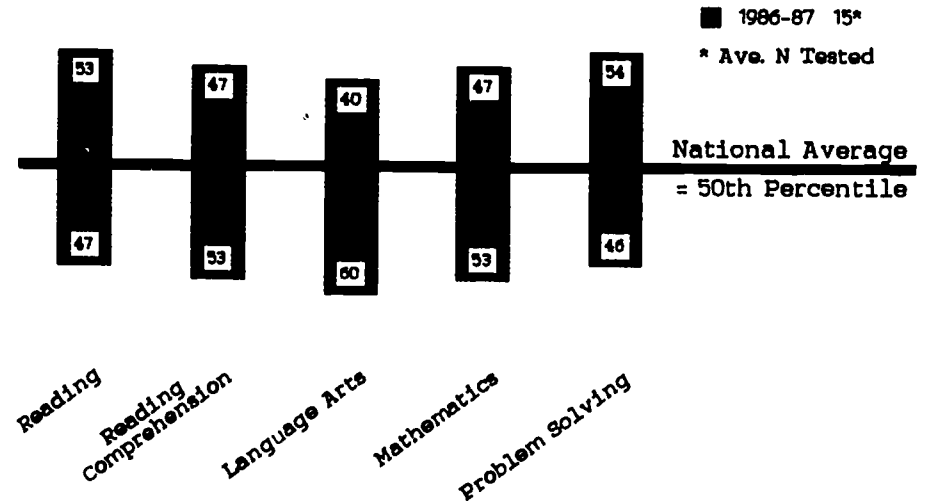 1986-87 15*
* Ave. N Tested
53
47
40
47
54
National Average
= 50th Percentile
47
53
60
53
46
Reading
Reading
Comprehension
Language Arts
Mathematics
Problem Solving